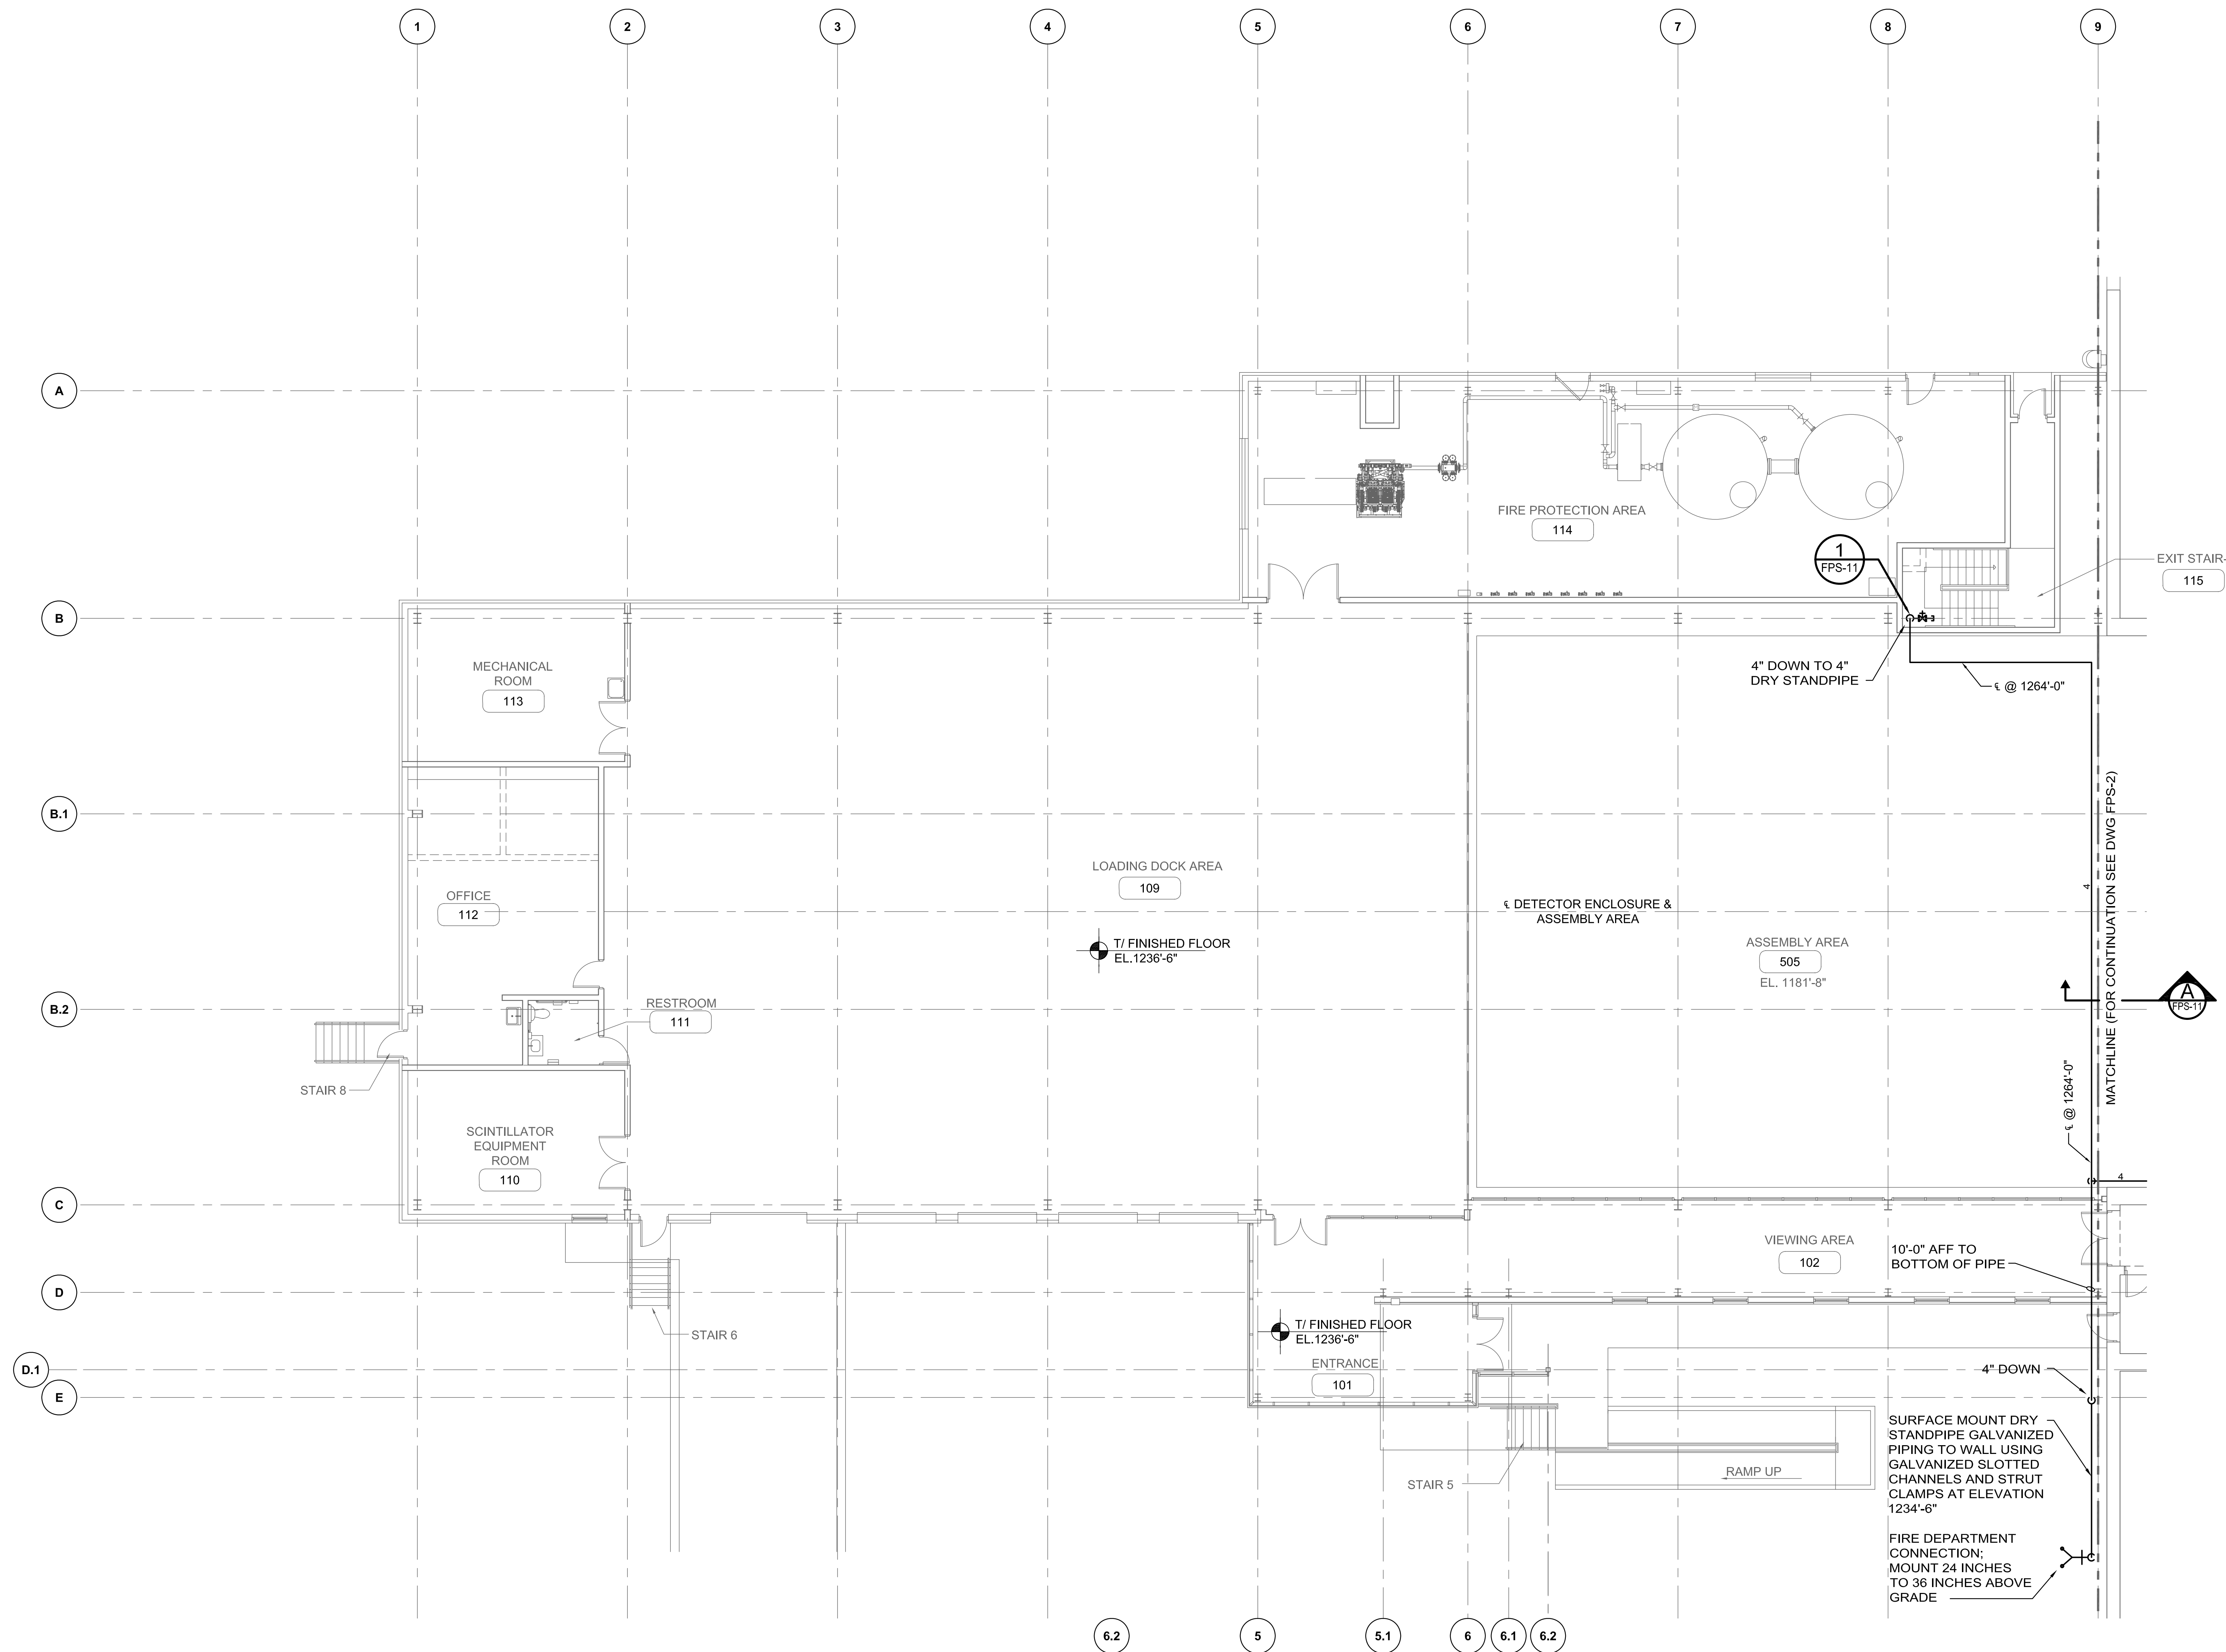 1
2
3
4
5
6
7
8
9
A
FIRE PROTECTION AREA
114
1
FPS-11
EXIT STAIR-
115
B
MECHANICAL
ROOM
113
4" DOWN TO 4"
DRY STANDPIPE
℄ @ 1264'-0"
B.1
MATCHLINE (FOR CONTINUATION SEE DWG FPS-2)
LOADING DOCK AREA
109
OFFICE
112
℄ DETECTOR ENCLOSURE &
ASSEMBLY AREA
4
T/ FINISHED FLOOR
EL.1236'-6"
ASSEMBLY AREA
505
EL. 1181'-8"
B.2
RESTROOM
111
A
FPS-11
STAIR 8
℄ @ 1264'-0"
SCINTILLATOR
EQUIPMENT
ROOM
110
4
C
VIEWING AREA
102
10'-0" AFF TO
BOTTOM OF PIPE
D
STAIR 6
T/ FINISHED FLOOR
EL.1236'-6"
D.1
ENTRANCE
101
4" DOWN
E
SURFACE MOUNT DRY
STANDPIPE GALVANIZED
PIPING TO WALL USING
GALVANIZED SLOTTED
CHANNELS AND STRUT
CLAMPS AT ELEVATION
1234'-6"
RAMP UP
STAIR 5
FIRE DEPARTMENT
CONNECTION;
MOUNT 24 INCHES
TO 36 INCHES ABOVE
GRADE
6.2
5
5.1
6
6.1
6.2